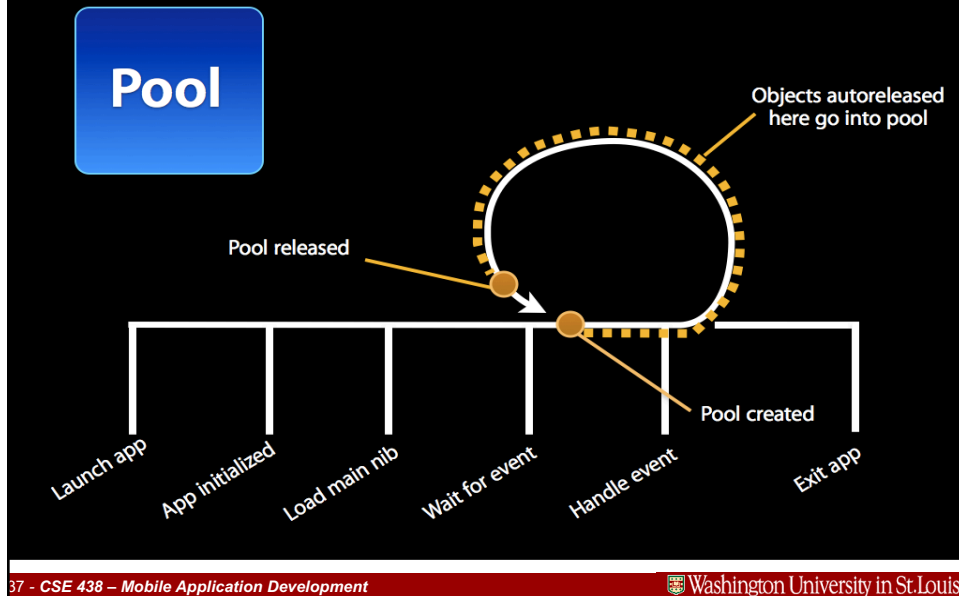 Pool
Objects autoreleased
here go into pool
Pool released
Pool created
Launch app
App initialized
Load main nib
Wait for event
Handle event
Exit app
37 - CSE 438 – Mobile Application Development
Washington University in St.Louis